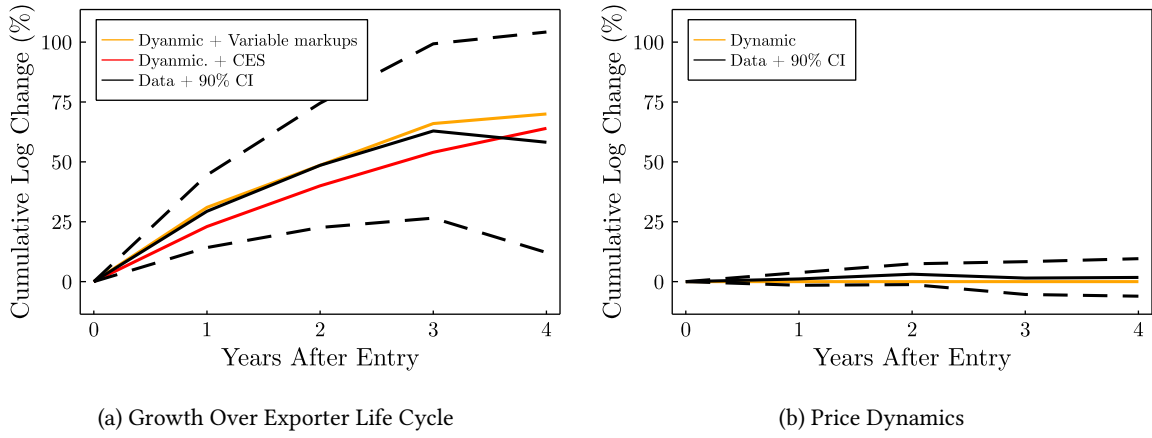 Cumulative Log Change (%)
100
75
50
25
0
Dyanmic + Variable markups
Dyanmic. + CES
Data + 90% CI
0 1 2 3 4
Years After Entry
(a) Growth Over Exporter Life Cycle
Cumulative Log Change (%)
100
75
50
25
0
Dynamic
Data + 90% CI
0 1 2 3 4
Years After Entry
(b) Price Dynamics